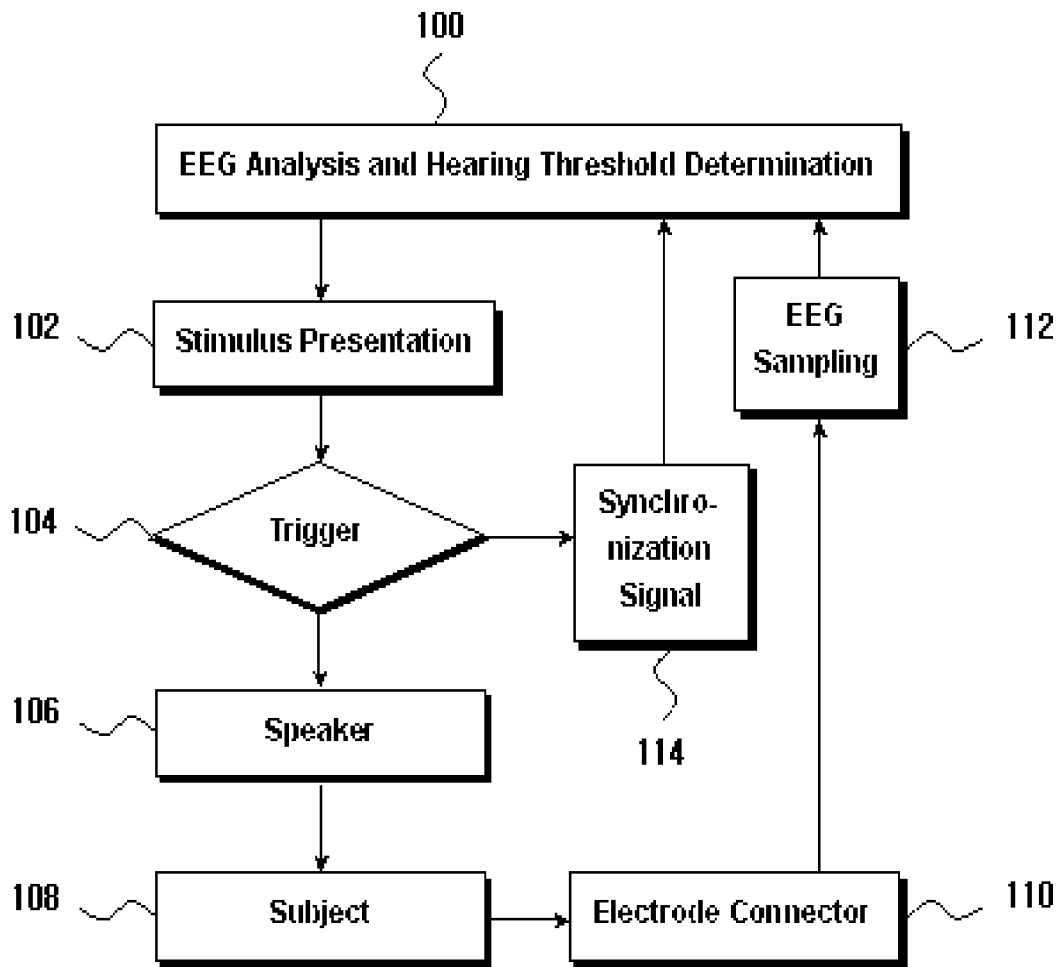 100
EEG Analysis and Hearing Threshold Determination
102
Stimulus Presentation
EEG
Sampling
112
104
Trigger
Synchro-
nization
Signal
114
106
Speaker
108
Subject
Electrode Connector
110